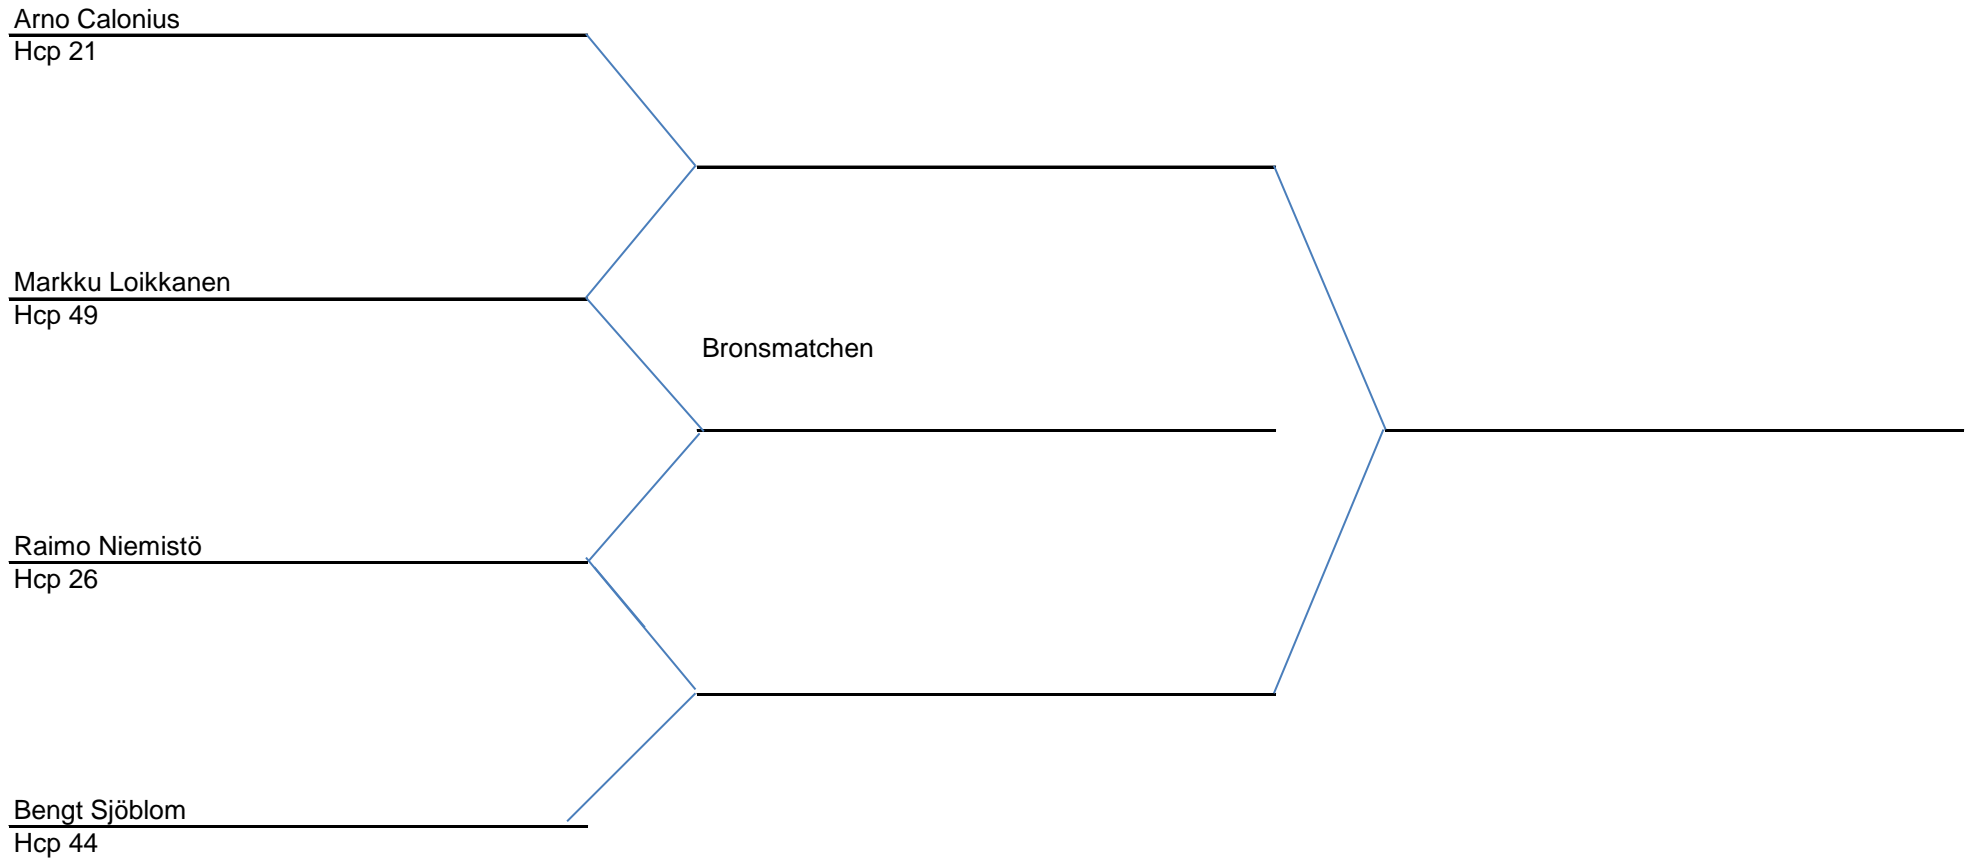 Arno Calonius
Hcp 21
Markku Loikkanen
Hcp 49
Bronsmatchen
Raimo Niemistö
Hcp 26
Bengt Sjöblom
Hcp 44